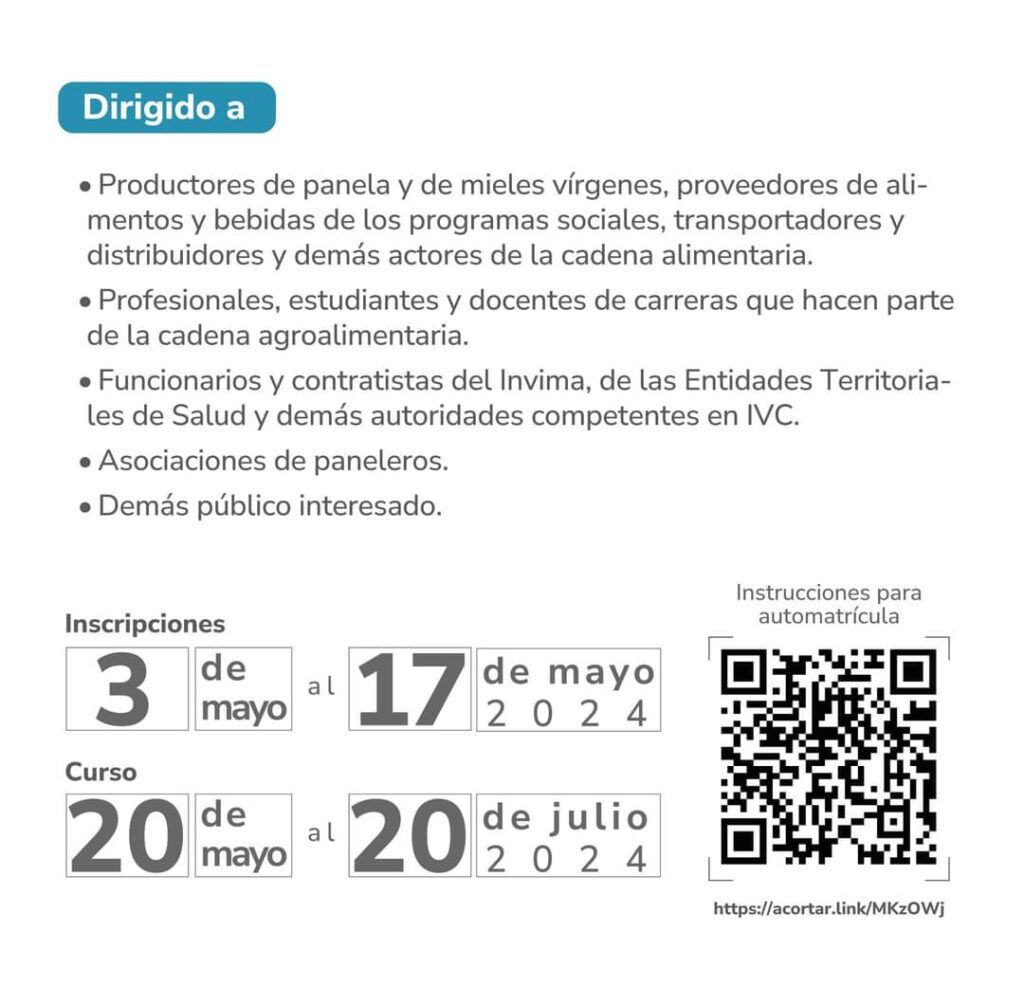 Dirigido a
• Productores de panela y de mieles vírgenes, proveedores de ali-
mentos y bebidas de los programas sociales, transportadores y
distribuidores y demás actores de la cadena alimentaria.
• Profesionales, estudiantes y docentes de carreras que hacen parte
de la cadena agroalimentaria.
• Funcionarios y contratistas del Invima, de las Entidades Territoria-
les de Salud y demás autoridades competentes en IVC.
• Asociaciones de paneleros.
• Demás público interesado.
Inscripciones
3 de mayo al 17 de mayo 2024
Curso
20 de mayo al 20 de julio 2024
Instrucciones para
automatrícula
https://acortar.link/MKzOWj